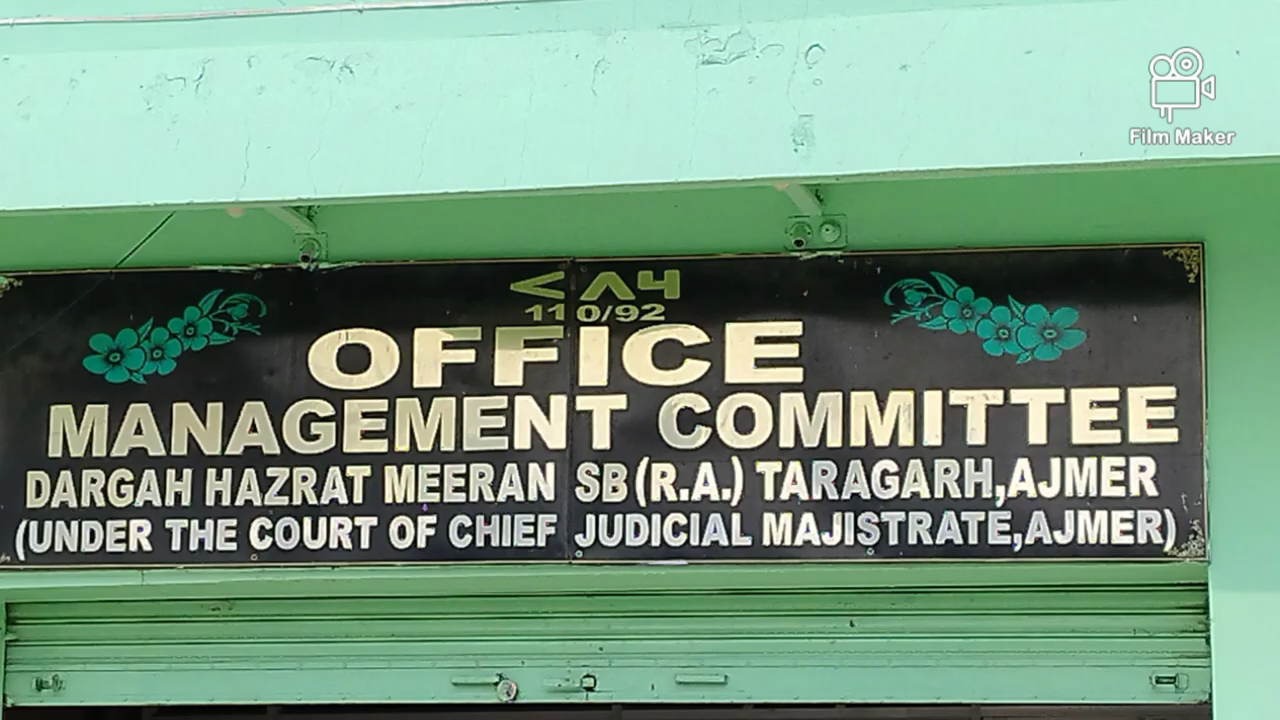 Film Maker
۷۸۶
110/92
OFFICE
MANAGEMENT COMMITTEE
DARGAH HAZRAT MEERAN SB (R.A.) TARAGARH,AJMER
(UNDER THE COURT OF CHIEF JUDICIAL MAJISTRATE,AJMER)